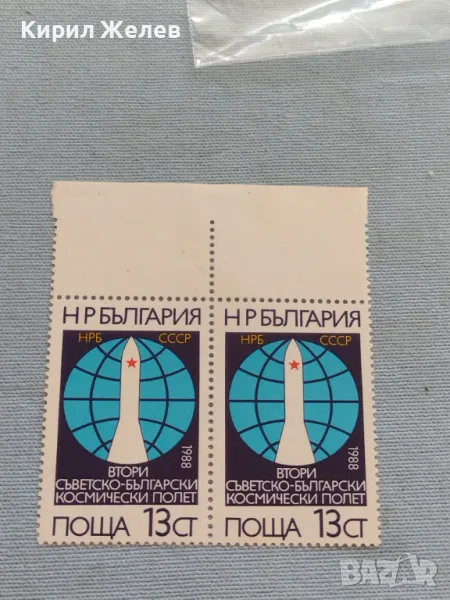 Кирил Желев
НР БЪЛГАРИЯ
НРБ СССР
1988
ВТОРИ
СЪВЕТСКО-БЪЛГАРСКИ
КОСМИЧЕСКИ ПОЛЕТ
ПОЩА 13 СТ
НР БЪЛГАРИЯ
НРБ СССР
1988
ВТОРИ
СЪВЕТСКО-БЪЛГАРСКИ
КОСМИЧЕСКИ ПОЛЕТ
ПОЩА 13 СТ
BAZAR